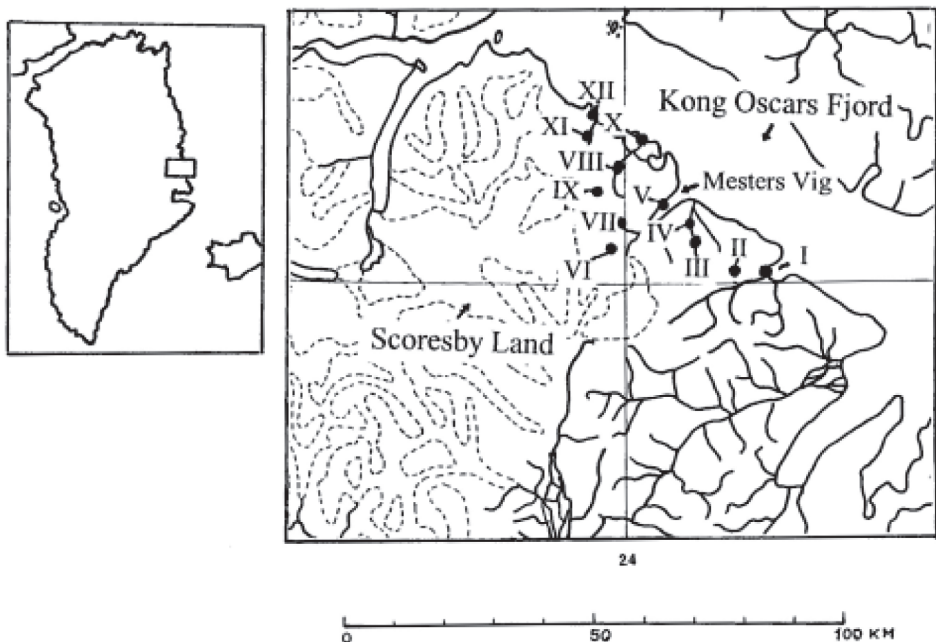 XII
Kong Oscars Fjord
XI
X
VIII
Mesters Vig
IX
V
VII
IV
II
I
VI
III
Scoresby Land
24
0 50 100 KM